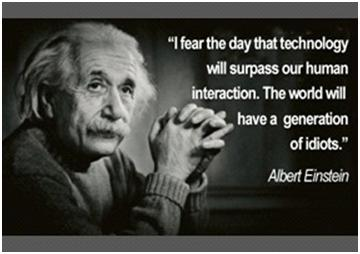 “I fear the day that technology
will surpass our human
interaction. The world will
have a generation
of idiots.”
Albert Einstein